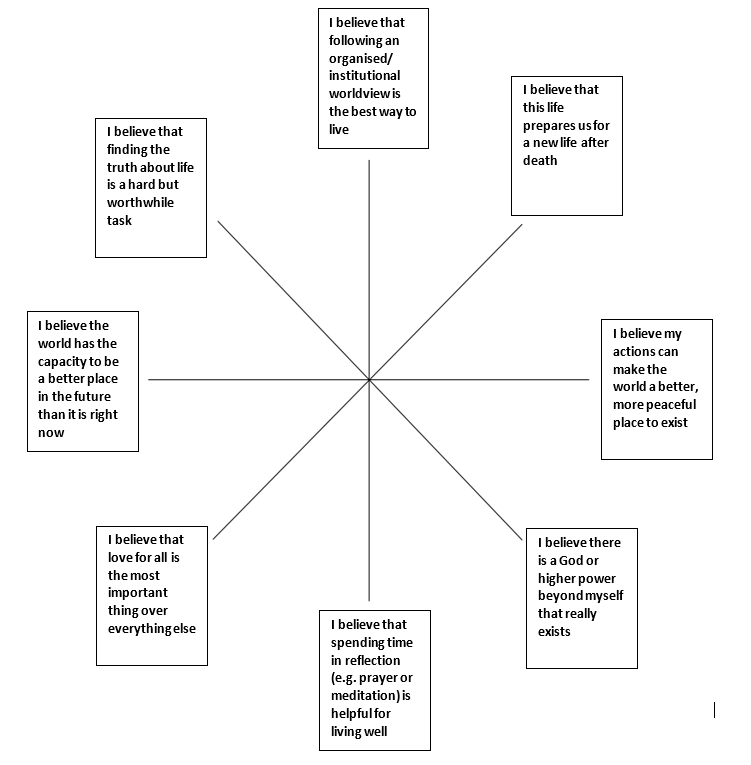 I believe that
following an
organised/
institutional
worldview is
the best way to
live
I believe that
this life
prepares us for
a new life after
death
I believe that
finding the
truth about life
is a hard but
worthwhile
task
I believe the
world has the
capacity to be
a better place
in the future
than it is right
now
I believe my
actions can
make the
world a better,
more peaceful
place to exist
I believe that
love for all is
the most
important
thing over
everything else
I believe there
is a God or
higher power
beyond myself
that really
exists
I believe that
spending time
in reflection
(e.g. prayer or
meditation) is
helpful for
living well